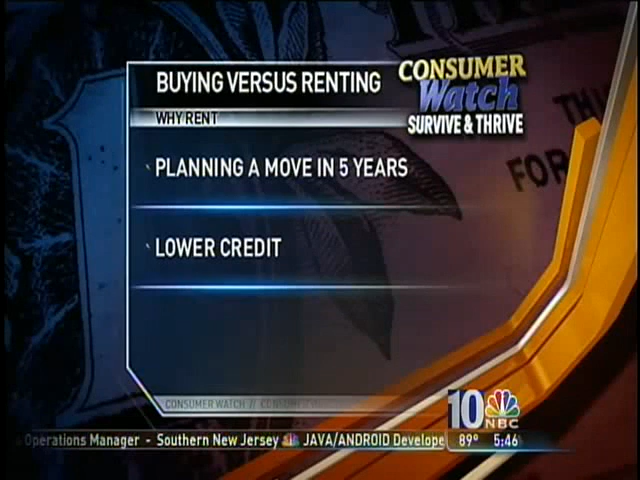 BUYING VERSUS RENTING
WHY RENT
CONSUMER
Watch
SURVIVE & THRIVE
PLANNING A MOVE IN 5 YEARS
LOWER CREDIT
FOR
CONSUMER WATCH // 
10
NBC
Operations Manager - Southern New Jersey JAVA/ANDROID Develope
89° 5:46